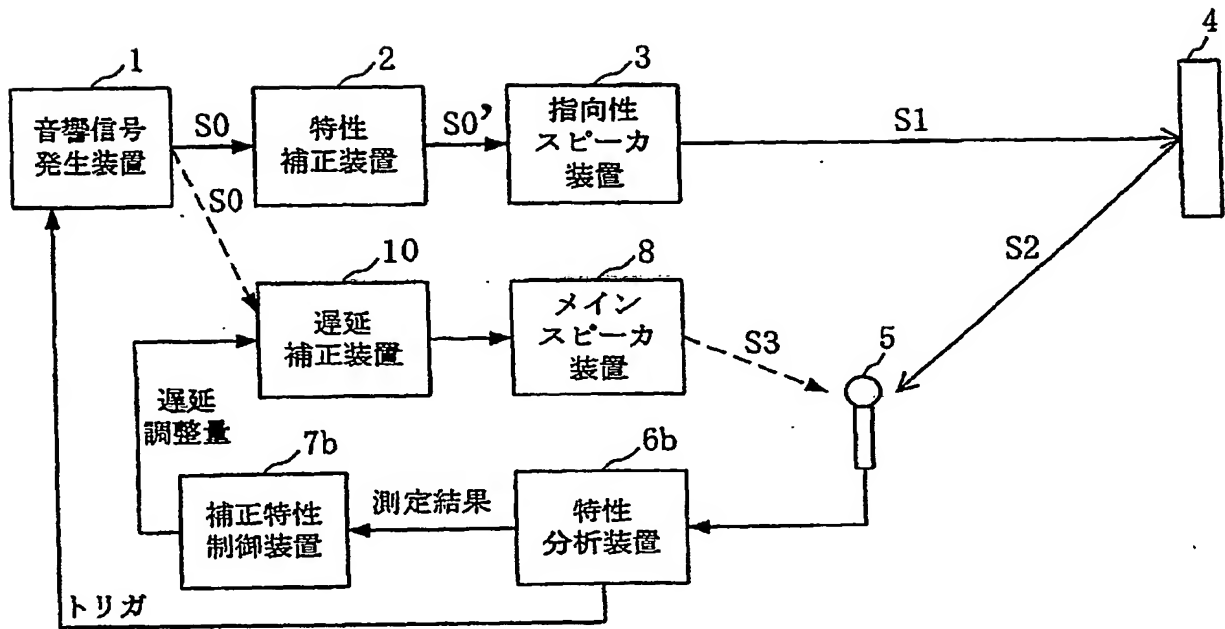 1
2
3
4
音響信号
発生装置
S0
特性
補正装置
S0'
指向性
スピーカ
装置
S1
S0
S2
10
8
遅延
補正装置
メイン
スピーカ
装置
S3
5
遅延
調整量
7b
6b
補正特性
制御装置
測定結果
特性
分析装置
トリガ